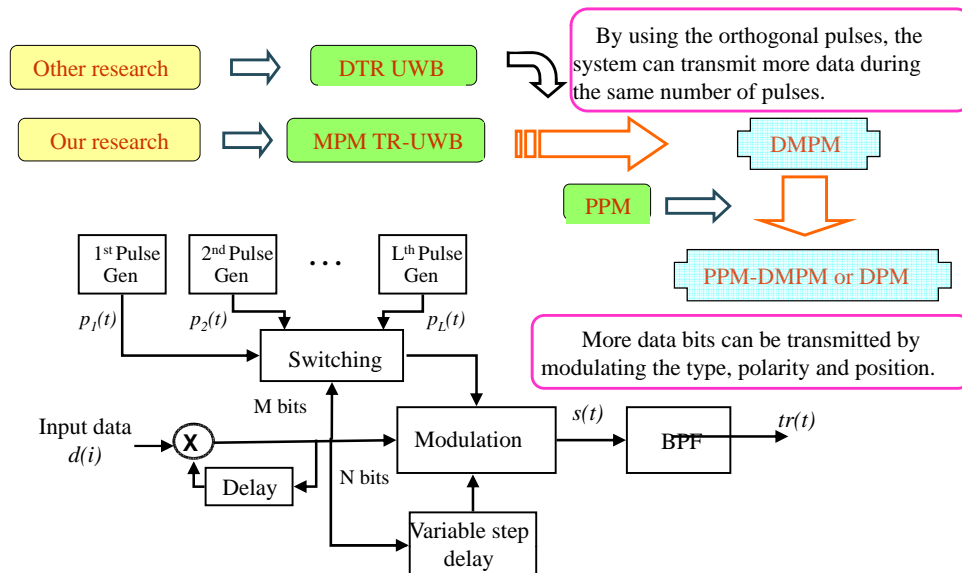 Other research
DTR UWB
By using the orthogonal pulses, the
system can transmit more data during
the same number of pulses.
Our research
MPM TR-UWB
DMPM
PPM
PPM-DMPM or DPM
1st Pulse
Gen
2nd Pulse
Gen
...
Lth Pulse
Gen
p1(t)
p2(t)
pL(t)
Switching
More data bits can be transmitted by
modulating the type, polarity and position.
M bits
Input data
d(i)
X
Modulation
s(t)
BPF
tr(t)
Delay
N bits
Variable step
delay